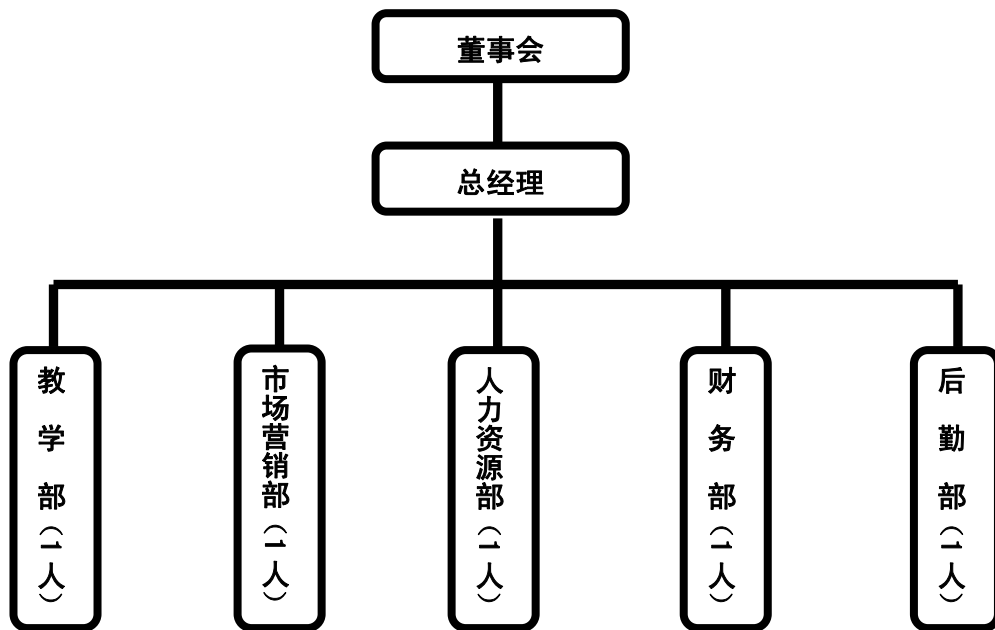 董事会
总经理
教学部（1人）
市场营销部（1人）
人力资源部（1人）
财务部（1人）
后勤部（1人）